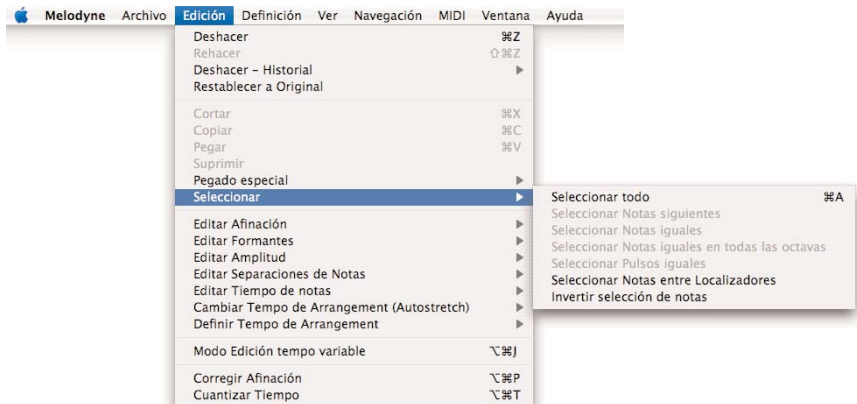 Melodyne Archivo Edición Definición Ver Navegación MIDI Ventana Ayuda
Deshacer ⌘Z
Rehacer ⇧⌘Z
Deshacer – Historial
Restablecer a Original
Cortar ⌘X
Copiar ⌘C
Pegar ⌘V
Suprimir
Pegado especial
Seleccionar
Seleccionar todo ⌘A
Seleccionar Notas siguientes
Seleccionar Notas iguales
Seleccionar Notas iguales en todas las octavas
Seleccionar Pulsos iguales
Seleccionar Notas entre Localizadores
Invertir selección de notas
Editar Afinación
Editar Formantes
Editar Amplitud
Editar Separaciones de Notas
Editar Tiempo de notas
Cambiar Tempo de Arrangement (Autostretch)
Definir Tempo de Arrangement
Modo Edición tempo variable ⌥⌘J
Corregir Afinación ⌥⌘P
Cuantizar Tiempo ⌥⌘T